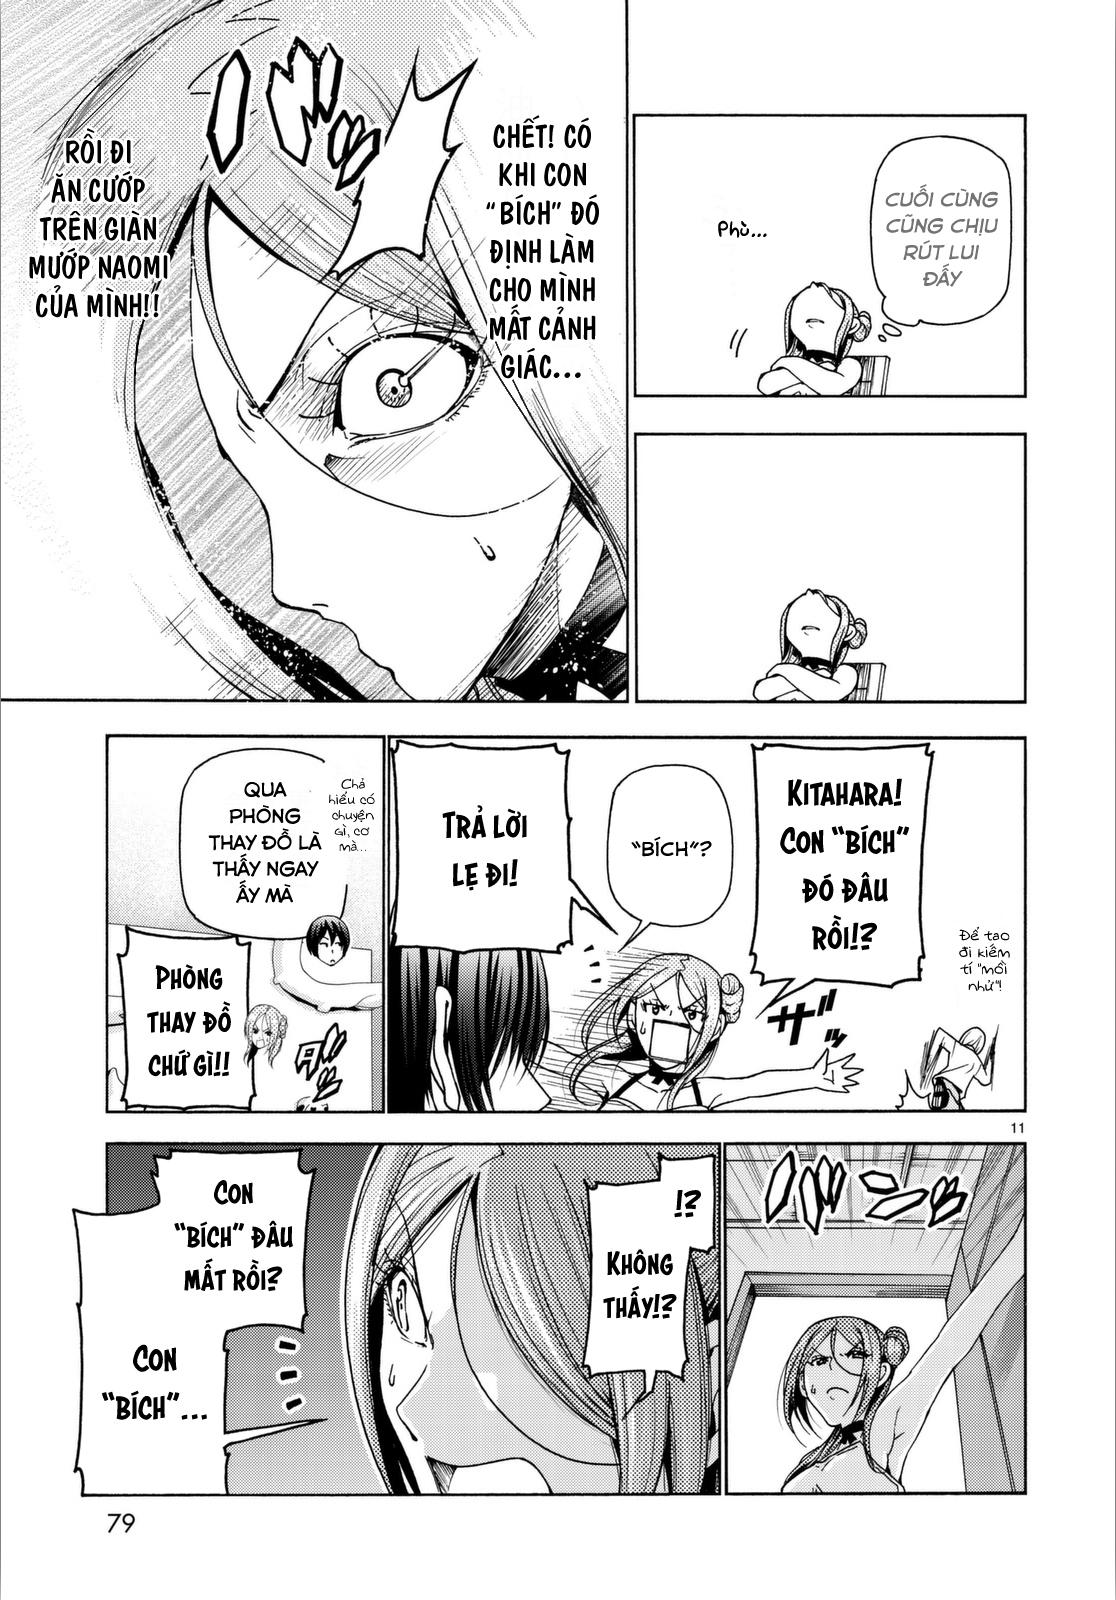 CUỐI CÙNG
CŨNG CHỊU
RÚT LUI
ĐẤY
Phù...
CHẾT! CÓ
KHI CON
“BÍCH” ĐÓ
ĐỊNH LÀM
CHO MÌNH
MẤT CẢNH
GIÁC...
RỒI ĐI
ĂN CƯỚP
TRÊN GIÀN
MƯỚP NAOMI
CỦA MÌNH!!
Để tao
đi kiếm
tí "mồi
nhử"!
KITAHARA!
CON “BÍCH”
ĐÓ ĐÂU
RỒI!?
“BÍCH”?
TRẢ LỜI
LẸ ĐI!
Chả
hiểu có
chuyện
gì, cơ
mà...
QUA
PHÒNG
THAY ĐỒ LÀ
THẤY NGAY
ẤY MÀ
PHÒNG
THAY ĐỒ
CHỨ GÌ!!
11
バァンッ
!?
KHÔNG
THẤY!?
CON
“BÍCH” ĐÂU
MẤT RỒI?
CON
“BÍCH”...
79